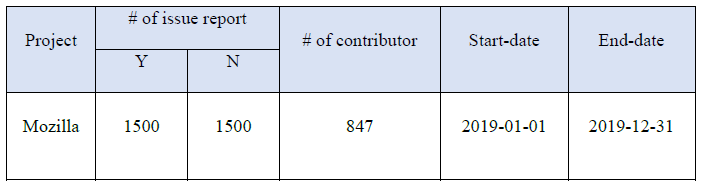 Project # of issue report # of contributor Start-date End-date
Y N
Mozilla 1500 1500 847 2019-01-01 2019-12-31